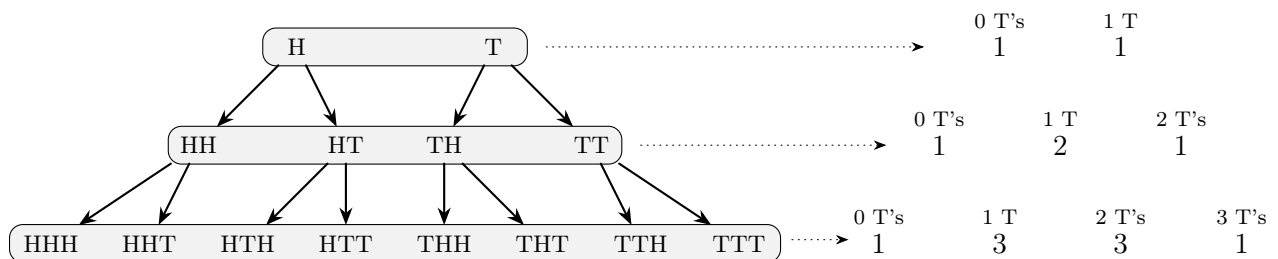 0 T's 1 T
H T 1 1
0 T's 1 T 2 T's
HH HT TH TT 1 2 1
0 T's 1 T 2 T's 3 T's
HHH HHT HTH HTT THH THT TTH TTT 1 3 3 1